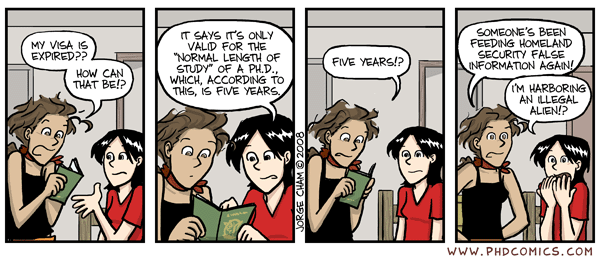 MY VISA IS
EXPIRED??
HOW CAN
THAT BE!?
IT SAYS IT'S ONLY
VALID FOR THE
"NORMAL LENGTH OF
STUDY" OF A PH.D.,
WHICH, ACCORDING TO
THIS, IS FIVE YEARS.
JORGE CHAM © 2008
FIVE YEARS!?
SOMEONE'S BEEN
FEEDING HOMELAND
SECURITY FALSE
INFORMATION AGAIN!
I'M HARBORING
AN ILLEGAL
ALIEN!?
WWW.PHDCOMICS.COM